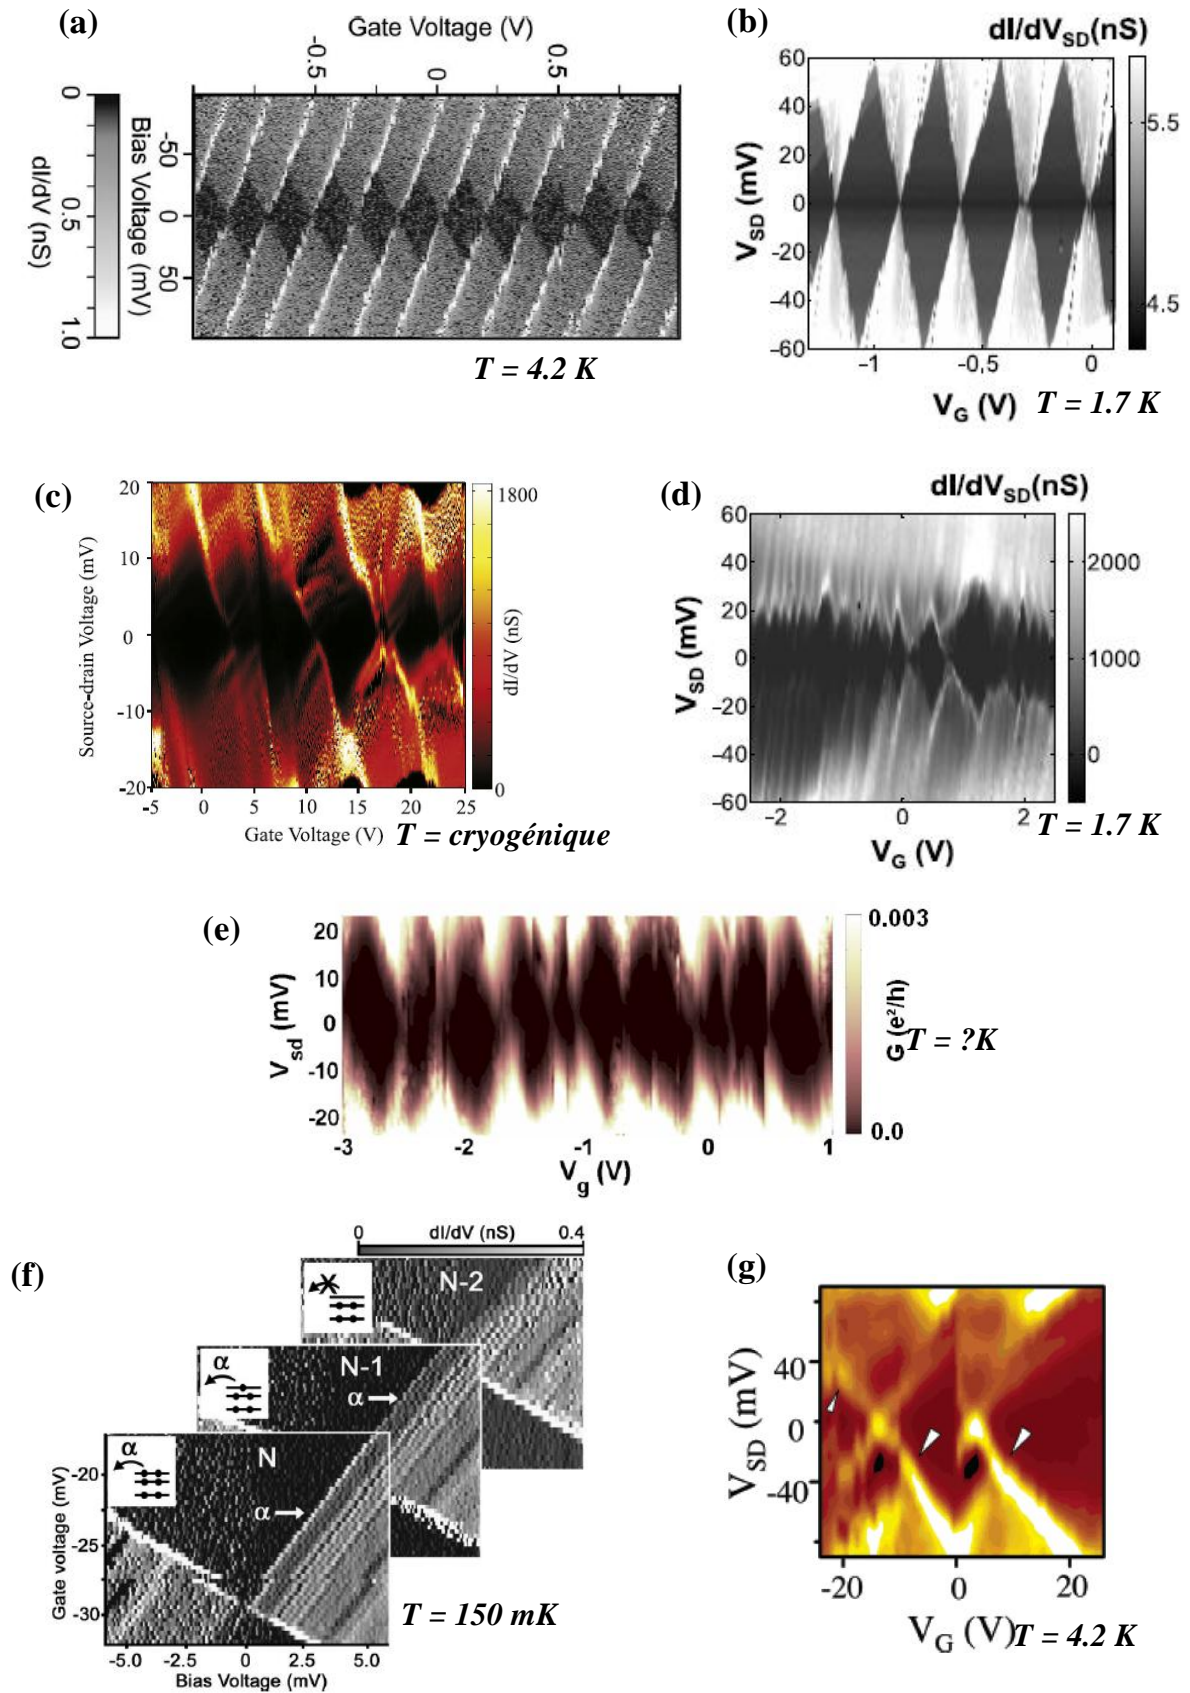 (a)
Gate Voltage (V)
-0.5
0
0.5
0
0.5
1.0
dI/dV (nS)
Bias Voltage (mV)
-50
0
50
T = 4.2 K
(b)
dI/dVSD(nS)
60
40
20
0
-20
-40
-60
VSD (mV)
5.5
4.5
-1
-0,5
0
VG (V)
T = 1.7 K
(c)
20
10
0
-10
-20
Source-drain Voltage (mV)
1800
dI/dV (nS)
0
-5
0
5
10
15
20
25
Gate Voltage (V)
T = cryogénique
(d)
dI/dVSD(nS)
60
40
20
0
-20
-40
-60
VSD (mV)
2000
1000
0
-2
0
2
VG (V)
T = 1.7 K
(e)
20
10
0
-10
-20
Vsd (mV)
0.003
G (e²/h)
0.0
T = ?K
-3
-2
-1
0
1
Vg (V)
(f)
0
dI/dV (nS)
0.4
N-2
α
N-1
α
α
N
α
-20
-25
-30
Gate voltage (mV)
-5.0
-2.5
0
2.5
5.0
Bias Voltage (mV)
T = 150 mK
(g)
40
0
-40
VSD (mV)
-20
0
20
VG (V)
T = 4.2 K